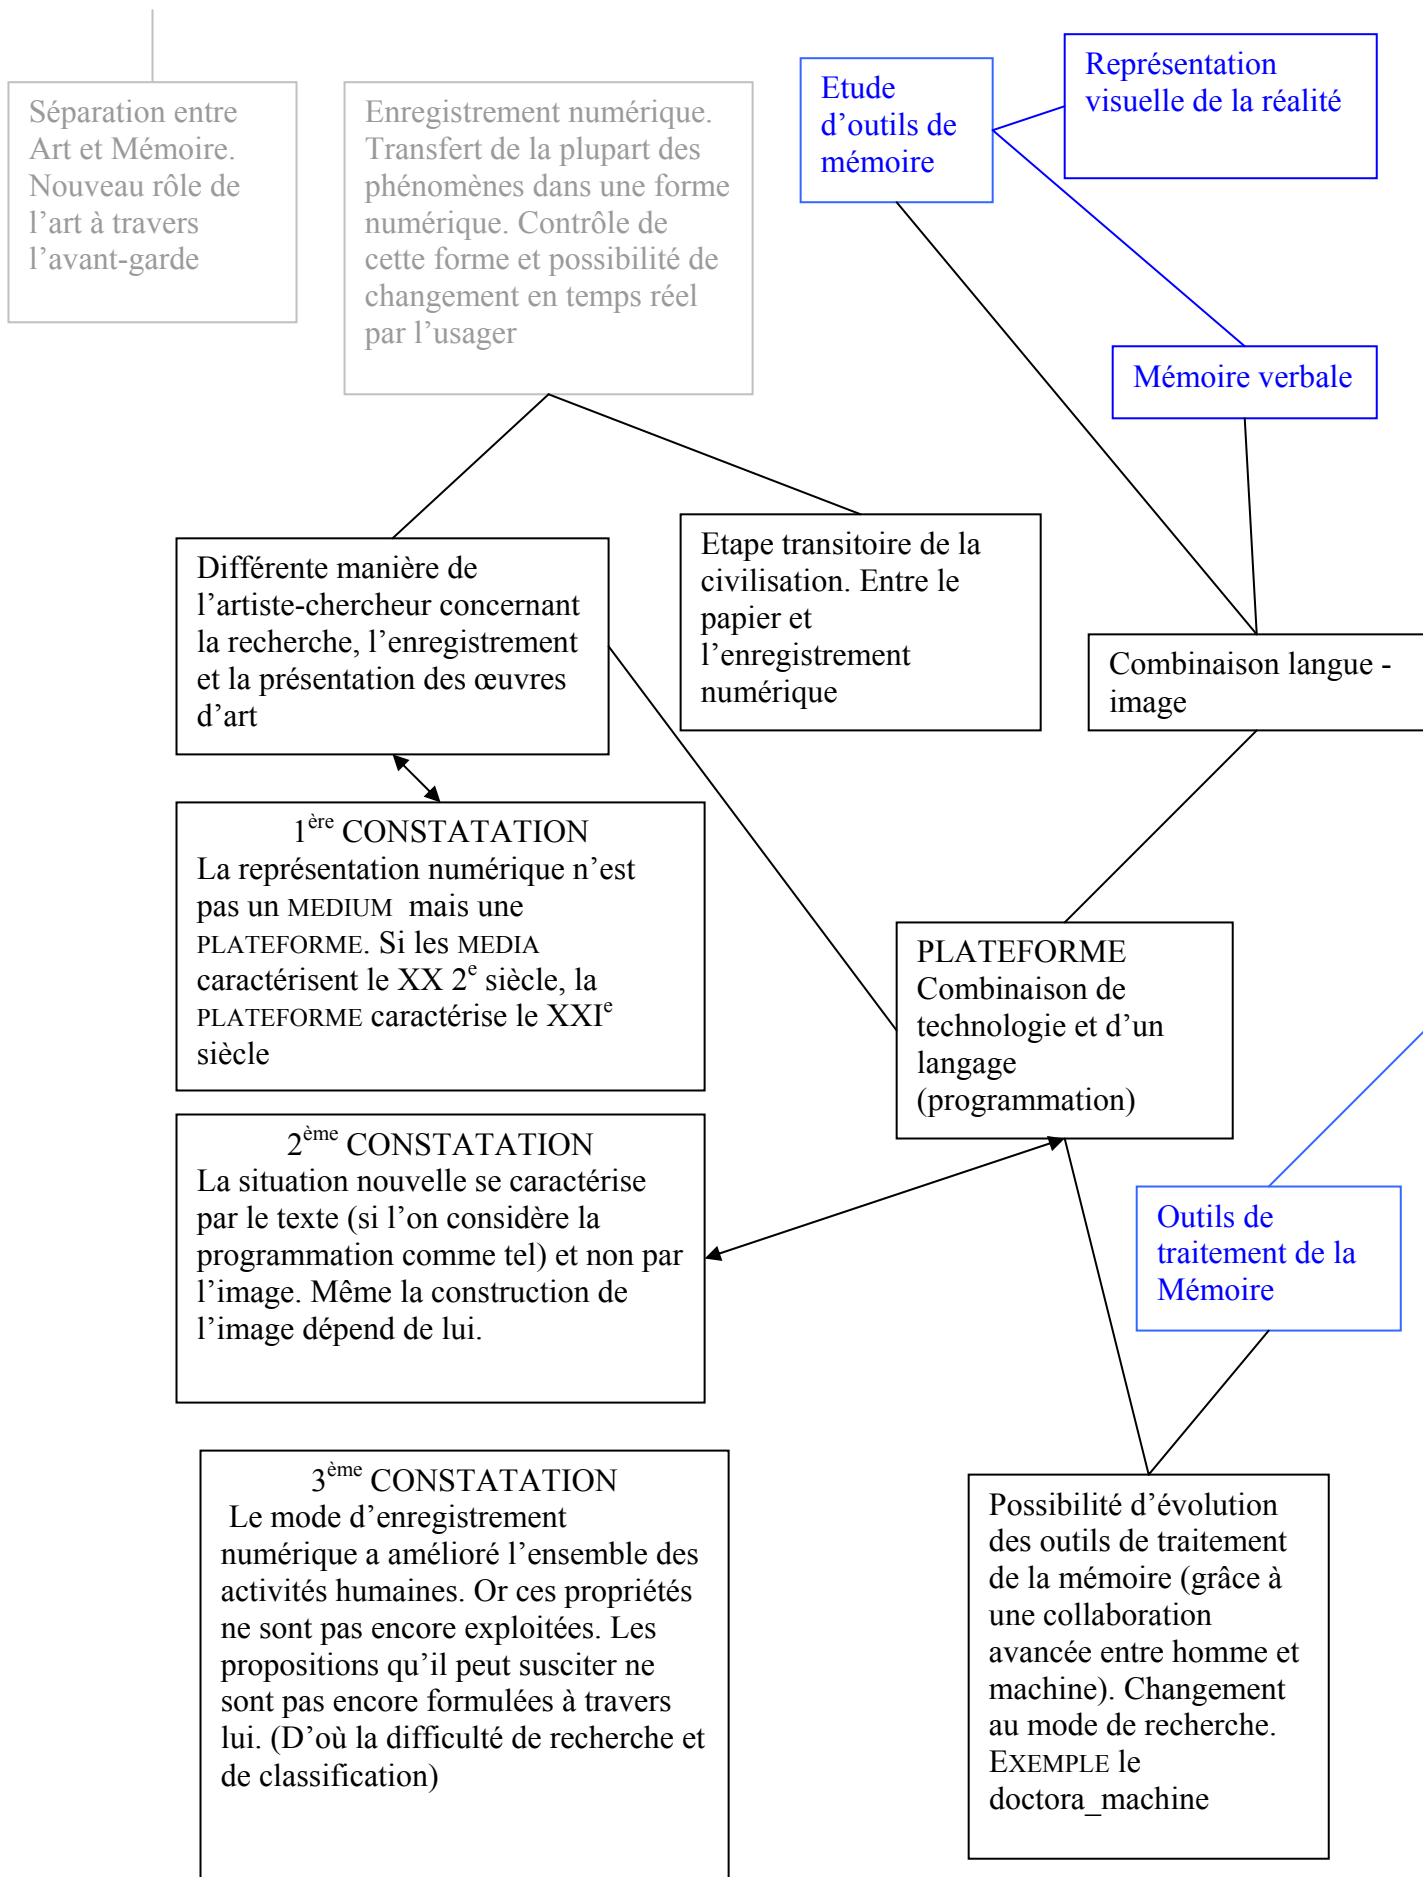 Séparation entre
Art et Mémoire.
Nouveau rôle de
l’art à travers
l’avant-garde
Enregistrement numérique.
Transfert de la plupart des
phénomènes dans une forme
numérique. Contrôle de
cette forme et possibilité de
changement en temps réel
par l’usager
Etude
d’outils de
mémoire
Représentation
visuelle de la réalité
Mémoire verbale
Différente manière de
l’artiste-chercheur concernant
la recherche, l’enregistrement
et la présentation des œuvres
d’art
Etape transitoire de la
civilisation. Entre le
papier et
l’enregistrement
numérique
Combinaison langue -
image
1ère CONSTATATION
La représentation numérique n’est
pas un MEDIUM mais une
PLATEFORME. Si les MEDIA
caractérisent le XX 2e siècle, la
PLATEFORME caractérise le XXIe
siècle
PLATEFORME
Combinaison de
technologie et d’un
langage
(programmation)
2ème CONSTATATION
La situation nouvelle se caractérise
par le texte (si l’on considère la
programmation comme tel) et non par
l’image. Même la construction de
l’image dépend de lui.
Outils de
traitement de la
Mémoire
3ème CONSTATATION
Le mode d’enregistrement
numérique a amélioré l’ensemble des
activités humaines. Or ces propriétés
ne sont pas encore exploitées. Les
propositions qu’il peut susciter ne
sont pas encore formulées à travers
lui. (D’où la difficulté de recherche et
de classification)
Possibilité d’évolution
des outils de traitement
de la mémoire (grâce à
une collaboration
avancée entre homme et
machine). Changement
au mode de recherche.
EXEMPLE le
doctora_machine